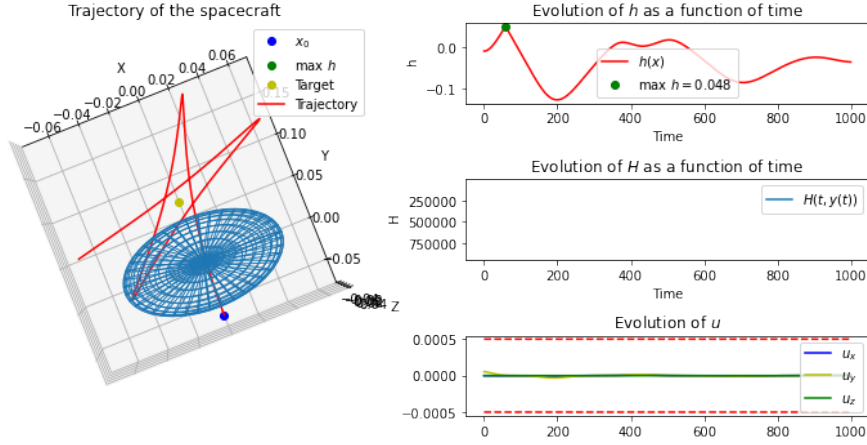 Trajectory of the spacecraft
x₀
max h
Target
Trajectory
X
−0.06
−0.04
−0.02
0.00
0.02
0.04
0.06
Y
0.15
0.10
0.05
0.00
−0.05
Z
Evolution of h as a function of time
h
0.0
−0.1
h(x)
max h = 0.048
0
200
400
600
800
1000
Time
Evolution of H as a function of time
H
250000
500000
750000
H(t, y(t))
0
200
400
600
800
1000
Time
Evolution of u
0.0005
0.0000
−0.0005
uₓ
u_y
u_z
0
200
400
600
800
1000